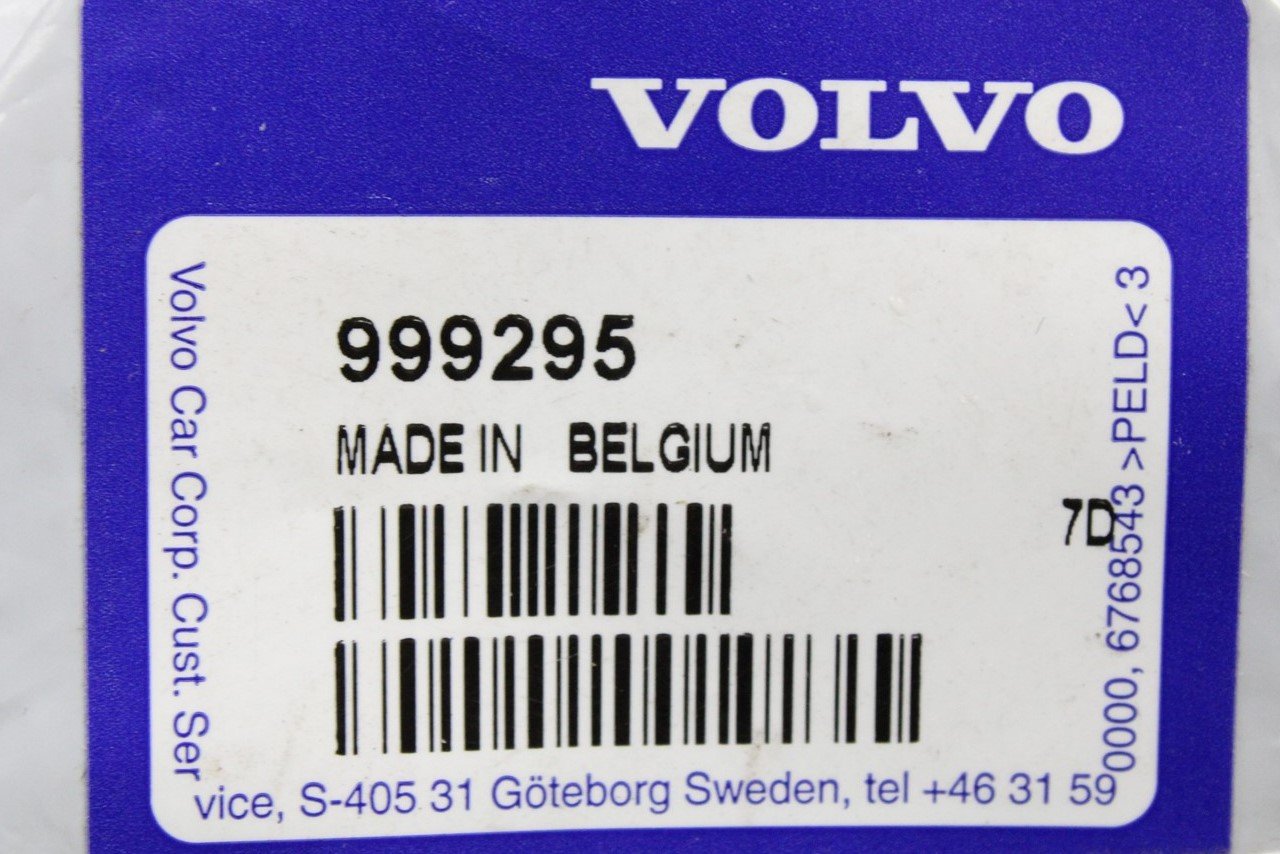 VOLVO
999295
MADE IN BELGIUM
7D
Volvo Car Corp. Cust. Ser
vice, S-405 31 Göteborg Sweden, tel +46 31 59
0000, 6768543 >PELD< 3